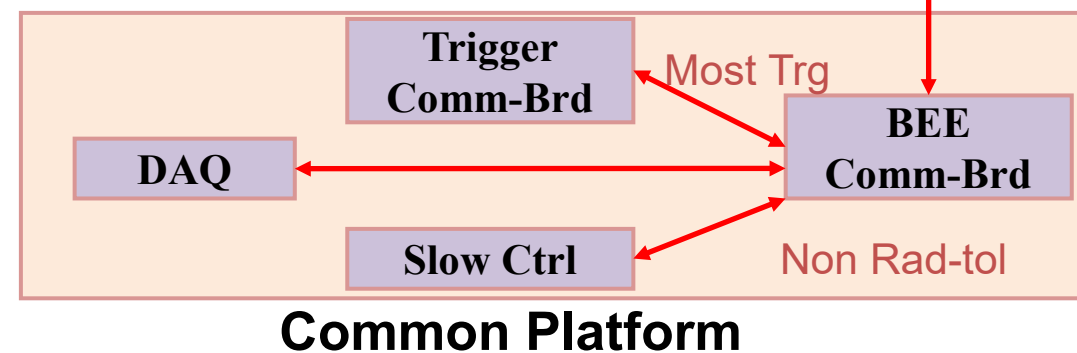 Trigger
Comm-Brd
Most Trg
BEE
Comm-Brd
DAQ
Slow Ctrl
Non Rad-tol
Common Platform